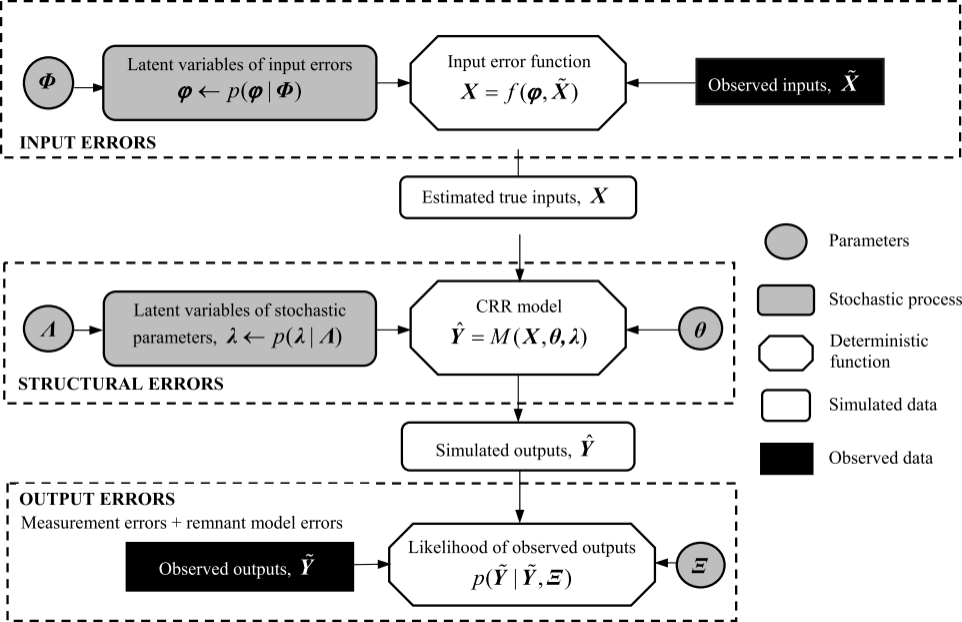 Φ
Latent variables of input errors
φ ← p(φ | Φ)
Input error function
X = f(φ, X̃)
Observed inputs, X̃
INPUT ERRORS
Estimated true inputs, X
Λ
Latent variables of stochastic
parameters, λ ← p(λ | Λ)
CRR model
Ŷ = M(X, θ, λ)
θ
STRUCTURAL ERRORS
Simulated outputs, Ŷ
OUTPUT ERRORS
Measurement errors + remnant model errors
Observed outputs, Ỹ
Likelihood of observed outputs
p(Ỹ | Ỹ, Ξ)
Ξ
Parameters
Stochastic process
Deterministic
function
Simulated data
Observed data